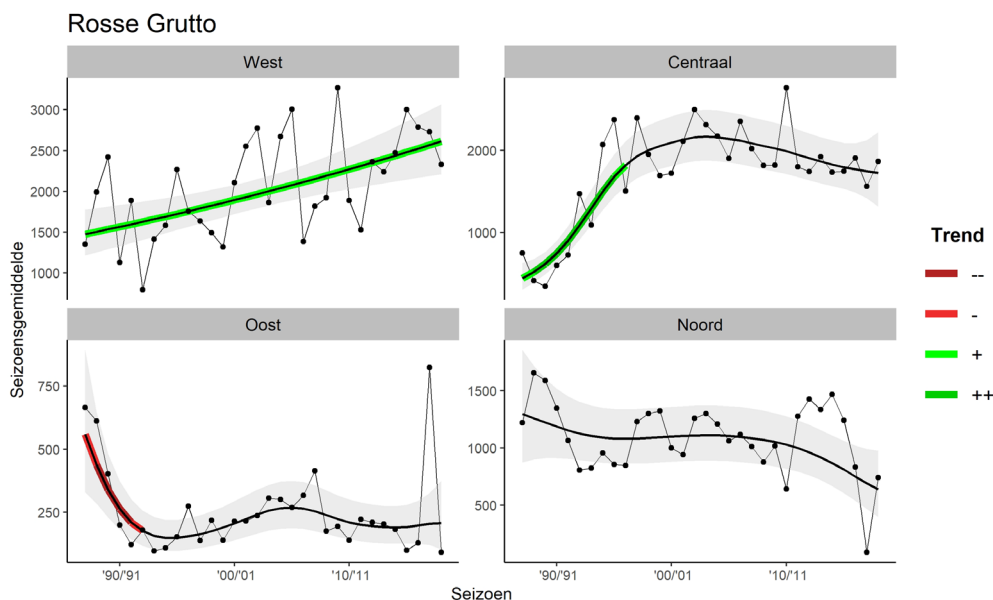 Rosse Grutto
West
Centraal
3000
2500
2000
1500
1000
2000
1000
Seizoensgemiddelde
Oost
Noord
750
500
250
1500
1000
500
'90/'91
'00/'01
'10/'11
'90/'91
'00/'01
'10/'11
Seizoen
Trend
--
-
+
++